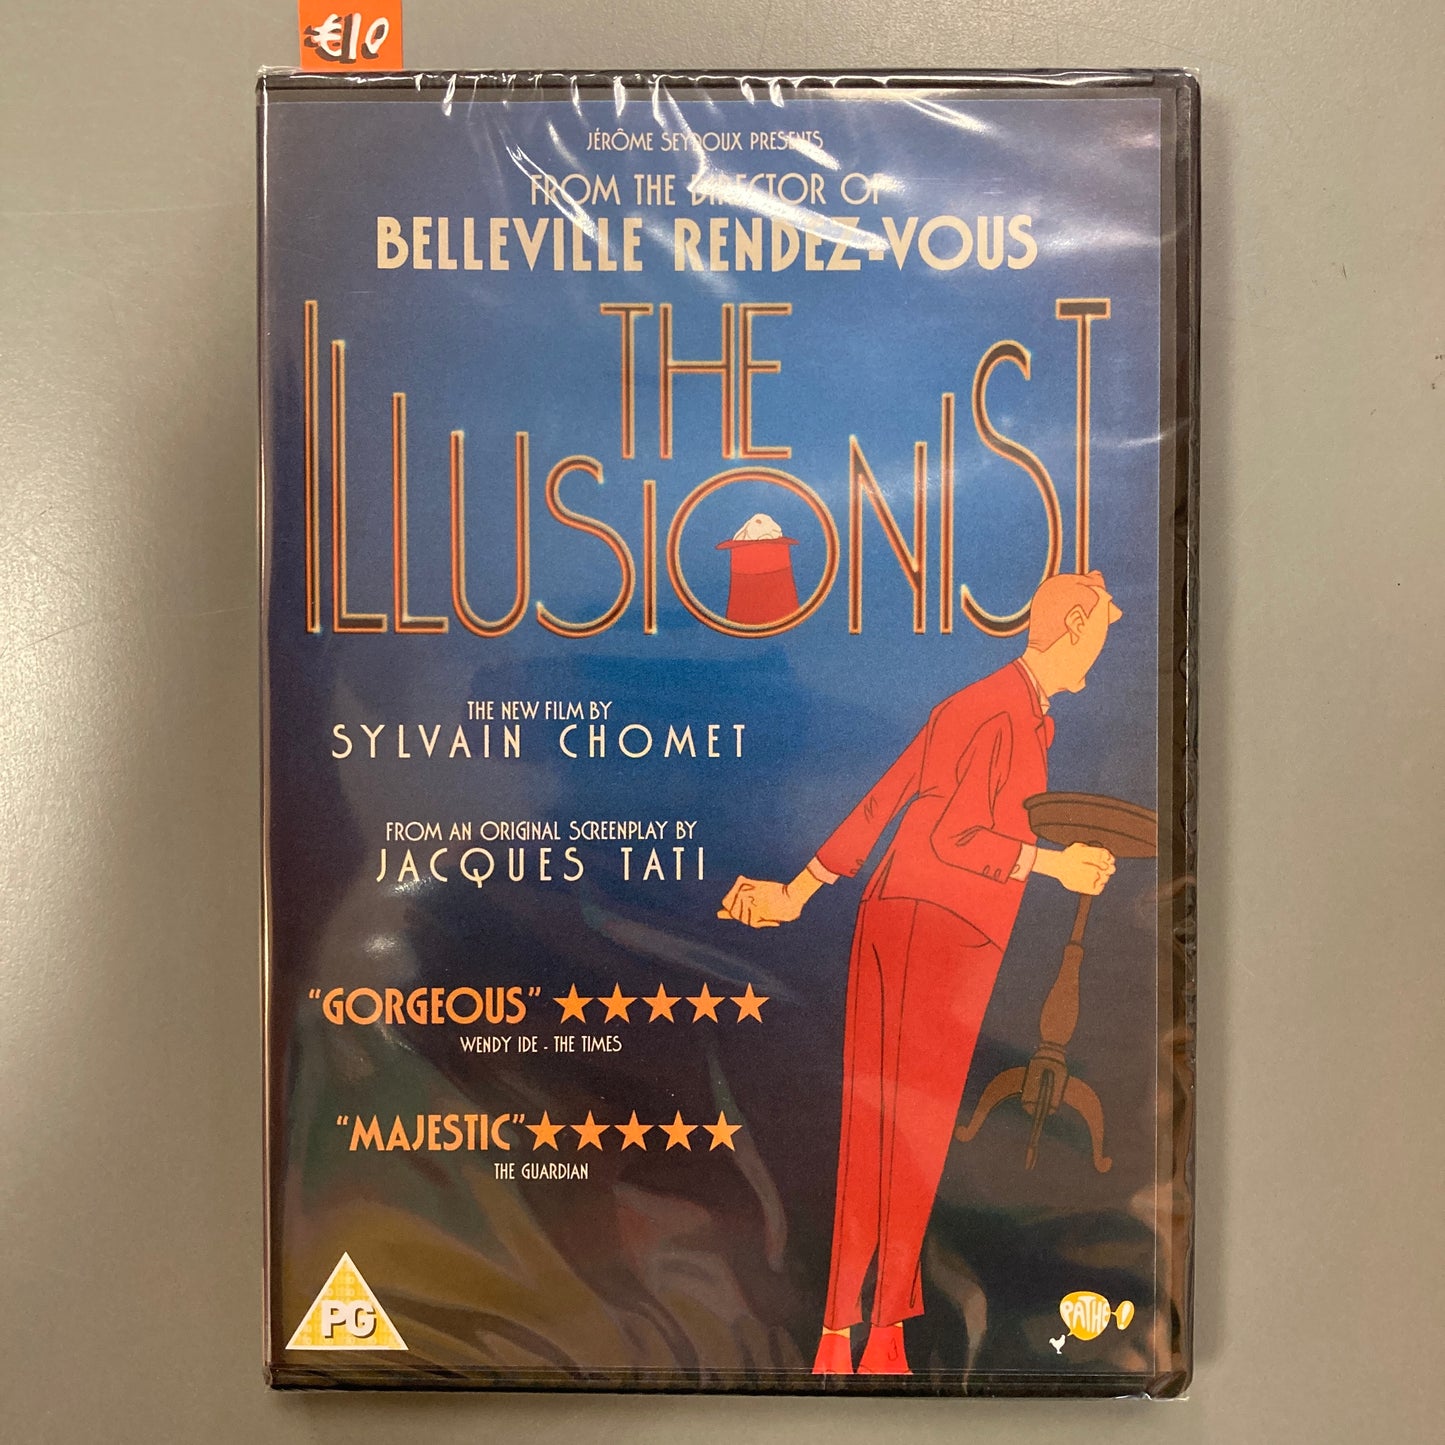 €10
JÉRÔME SEYDOUX PRESENTS
FROM THE DIRECTOR OF
BELLEVILLE RENDEZ-VOUS
THE
ILLUSIONIST
THE NEW FILM BY
SYLVAIN CHOMET
FROM AN ORIGINAL SCREENPLAY BY
JACQUES TATI
"GORGEOUS" ★★★★★
WENDY IDE - THE TIMES
"MAJESTIC" ★★★★★
THE GUARDIAN
PG
PATHE!